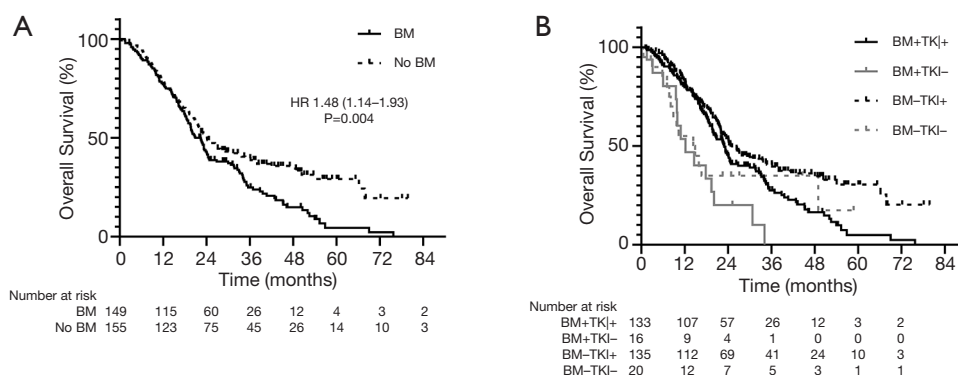 A
100
50
0
Overall Survival (%)
BM
No BM
HR 1.48 (1.14–1.93)
P=0.004
0 12 24 36 48 60 72 84
Time (months)
Number at risk
BM 149 115 60 26 12 4 3 2
No BM 155 123 75 45 26 14 10 3
B
100
50
0
Overall Survival (%)
BM+TK|+
BM+TKI–
BM–TKI+
BM–TKI–
0 12 24 36 48 60 72 84
Time (months)
Number at risk
BM+TK|+ 133 107 57 26 12 3 2
BM+TKI– 16 9 4 1 0 0 0
BM–TKI+ 135 112 69 41 24 10 3
BM–TKI– 20 12 7 5 3 1 1